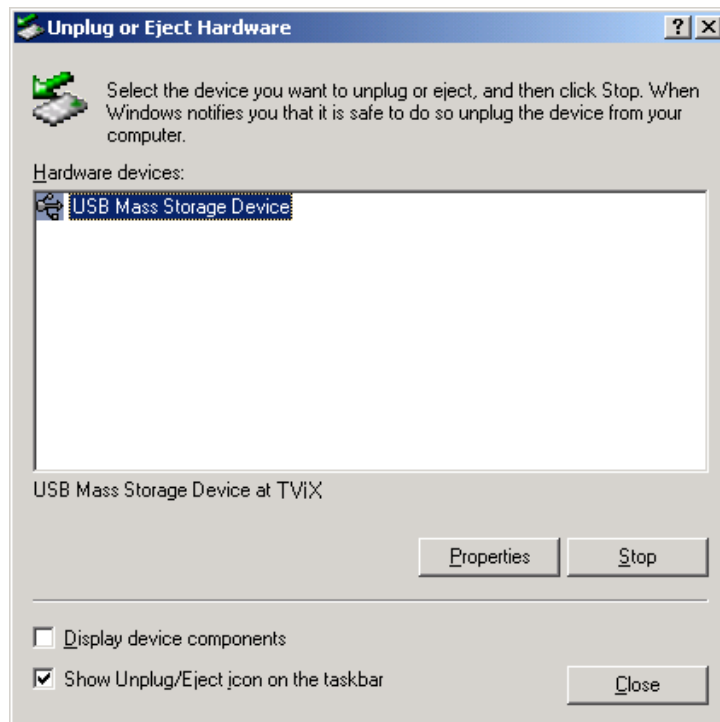 Unplug or Eject Hardware
Select the device you want to unplug or eject, and then click Stop. When
Windows notifies you that it is safe to do so unplug the device from your
computer.
Hardware devices:
USB Mass Storage Device
USB Mass Storage Device at TViX
Properties Stop
Display device components
Show Unplug/Eject icon on the taskbar
Close